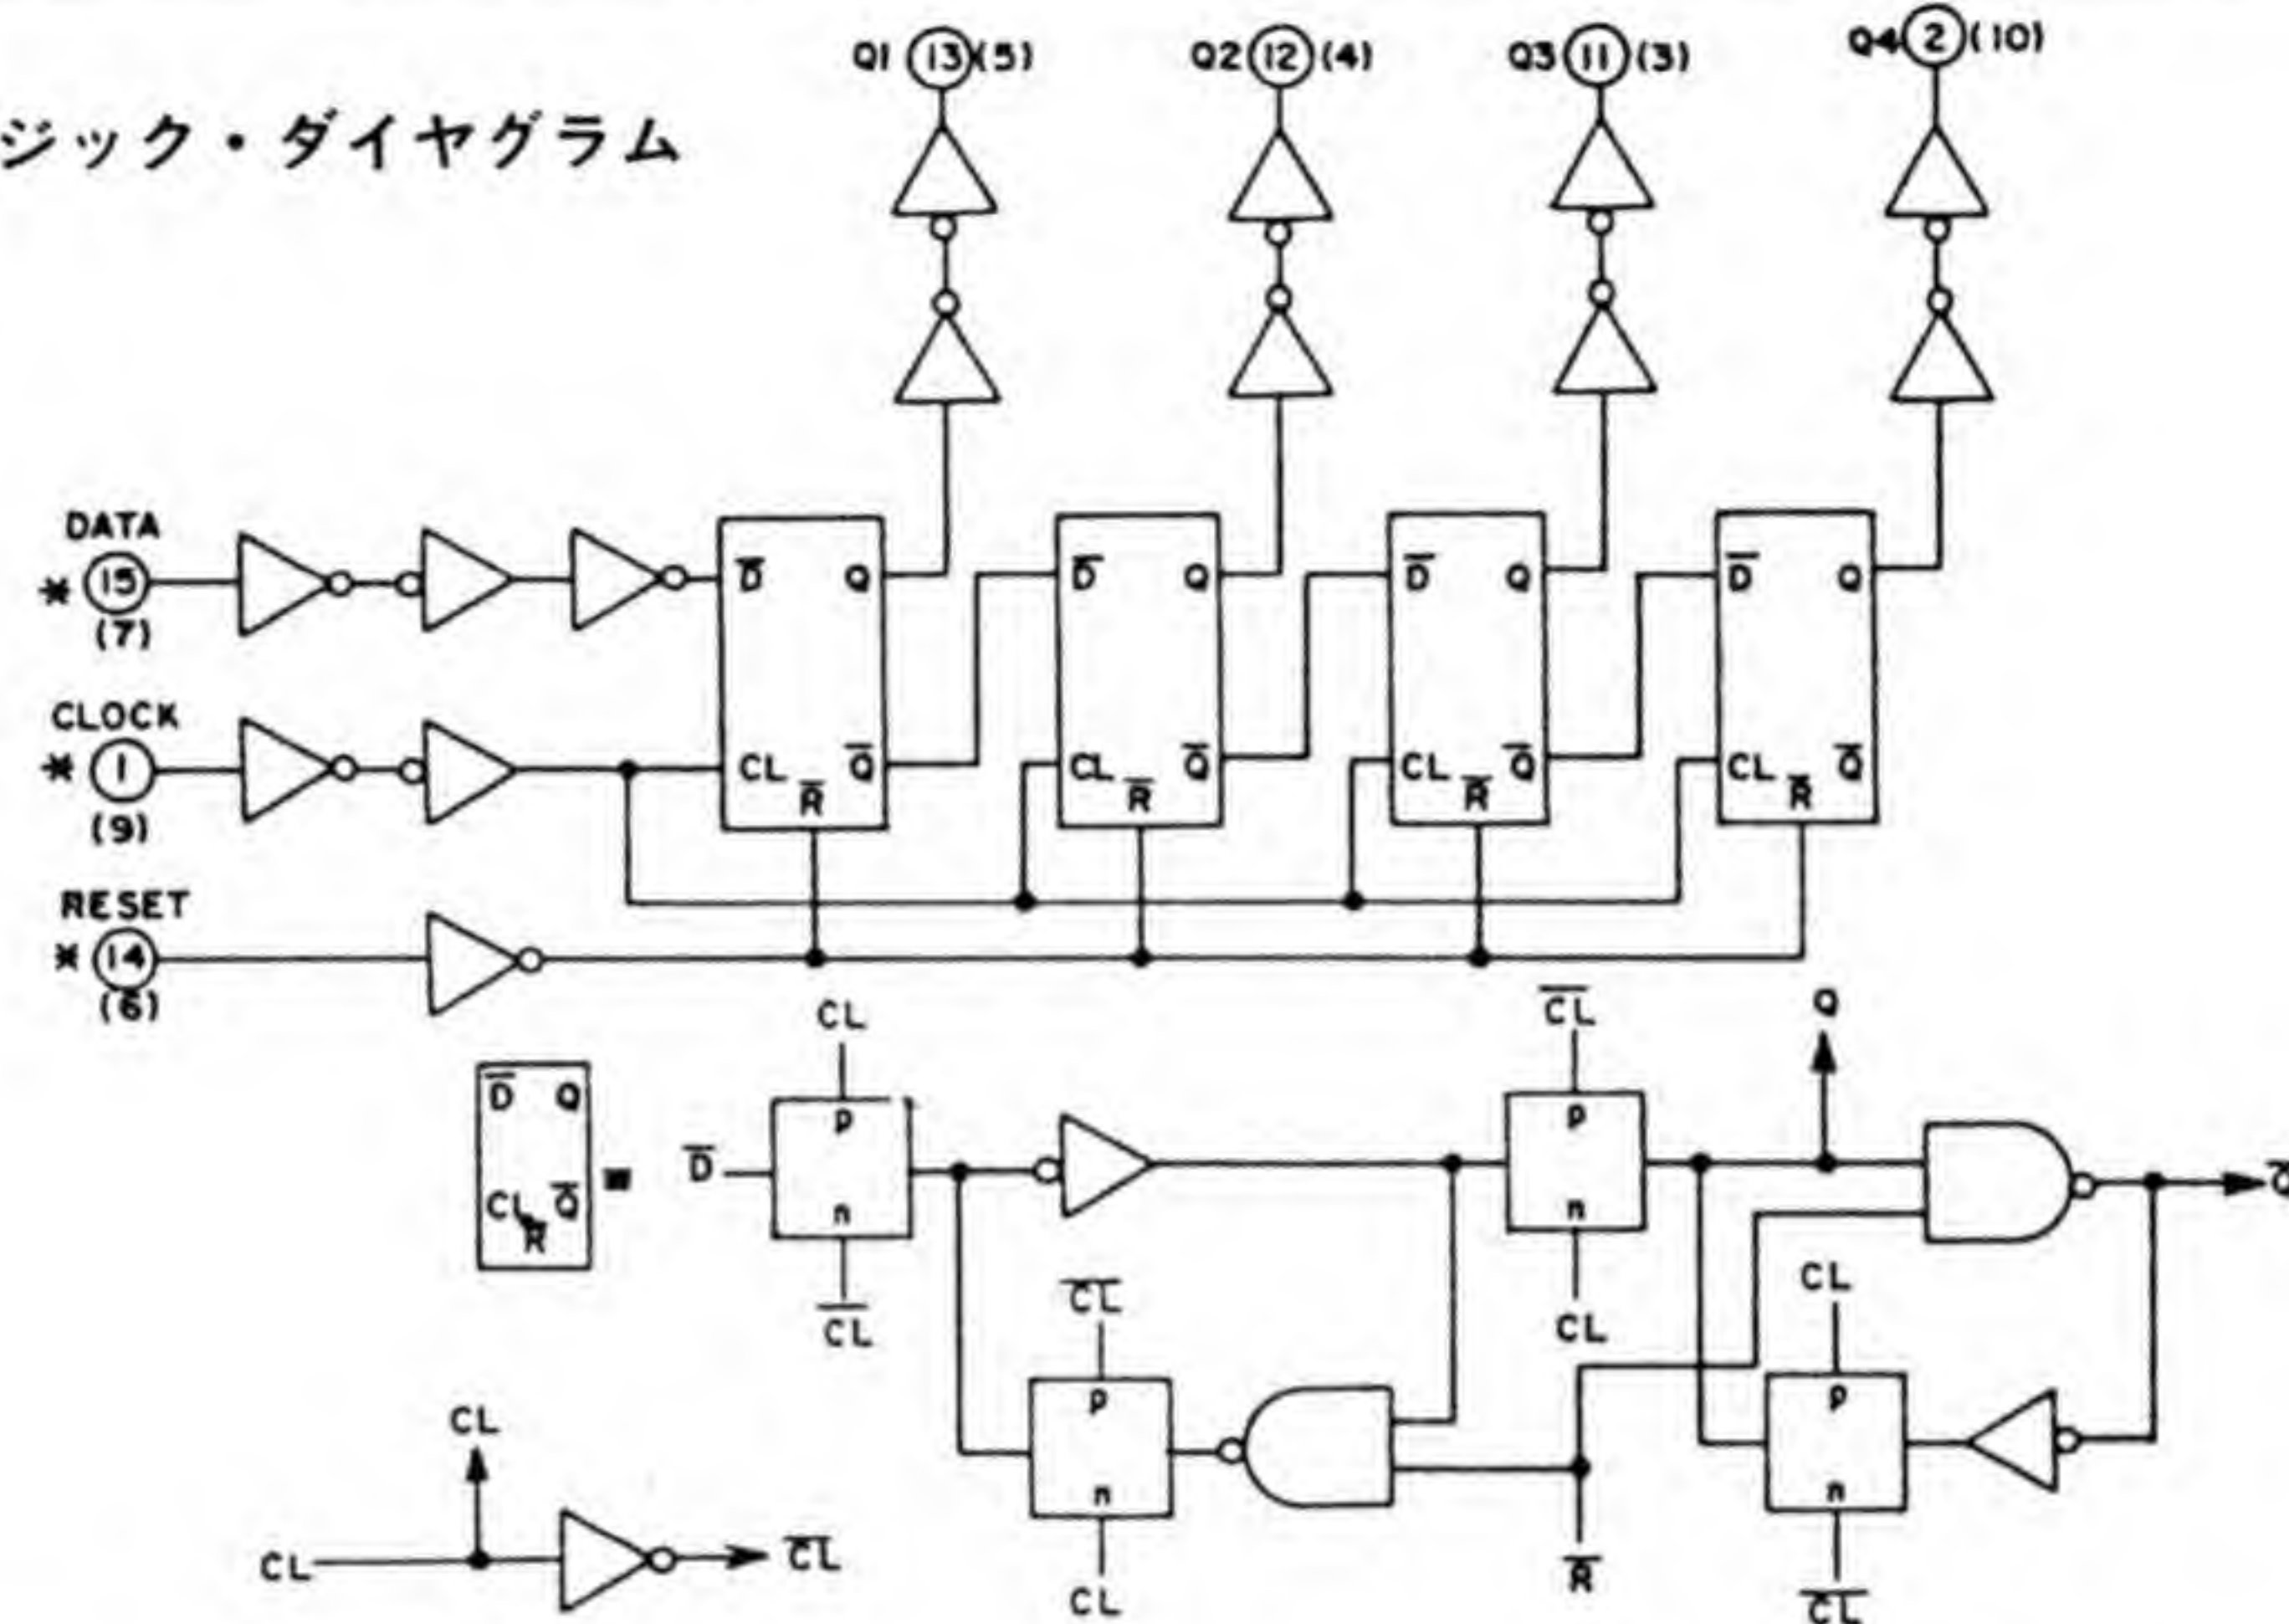 Q1 13 (5) Q2 12 (4) Q3 11 (3) Q4 2 (10)
ジック・ダイヤグラム
DATA
* 15
(7)
D̅ Q D̅ Q D̅ Q D̅ Q
CLOCK
* 1
(9)
CL R̅ Q̅ CL R̅ Q̅ CL R̅ Q̅ CL R̅ Q̅
RESET
* 14
(6)
CL C̅L̅ Q
D̅ Q
CL Q̅
R̅
≡ D̅
p
n
C̅L̅
p
n
CL
Q̅
C̅L̅
p
n
CL
R̅
CL
p
n
C̅L̅
CL
CL C̅L̅